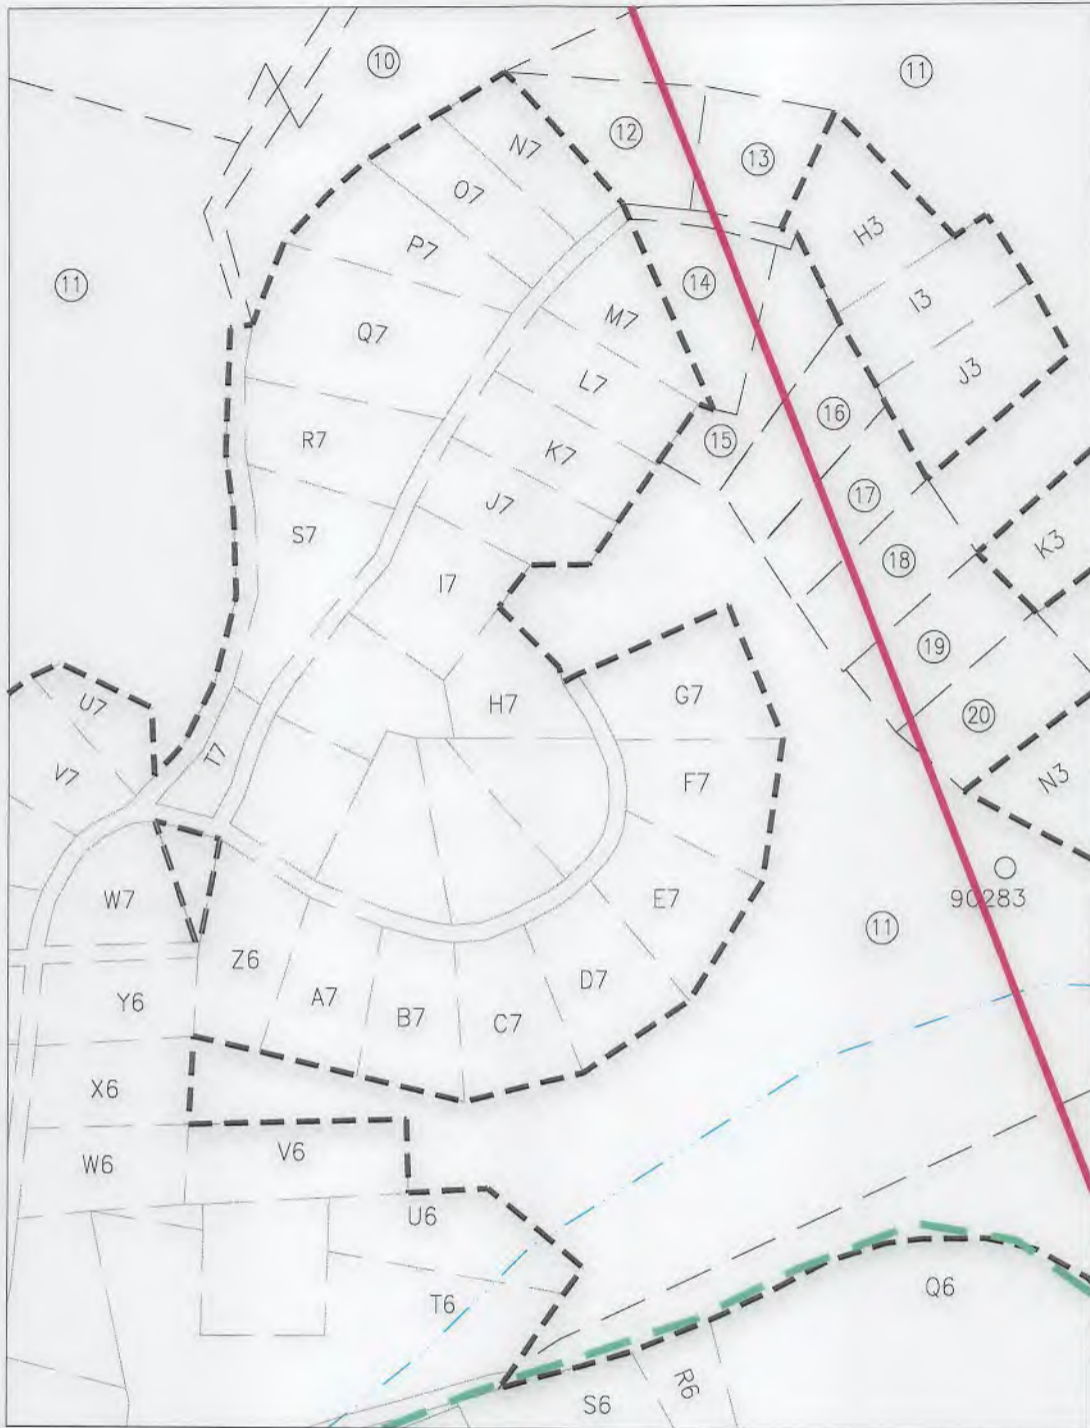 ⑩
⑪
⑫
N7
⑬
O7
H3
P7
⑪
⑭
I3
M7
Q7
J3
L7
⑯
R7
⑮
K7
⑰
J7
S7
K3
⑱
I7
⑲
U7
H7
G7
⑳
T7
V7
F7
N3
W7
E7
90283
⑪
Z6
D7
Y6
A7
B7
C7
X6
V6
W6
U6
T6
Q6
R6
S6